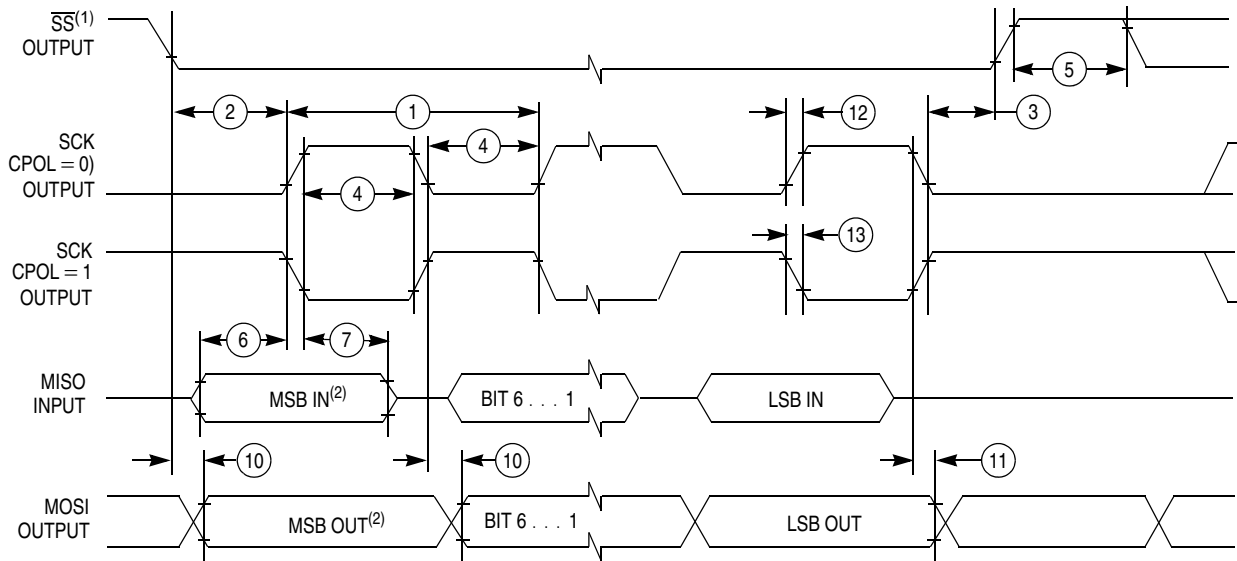 SS(1)
OUTPUT
5
2
1
12
3
SCK
CPOL = 0)
OUTPUT
4
4
13
SCK
CPOL = 1
OUTPUT
6
7
MISO
INPUT
MSB IN(2)
BIT 6 . . . 1
LSB IN
10
10
11
MOSI
OUTPUT
MSB OUT(2)
BIT 6 . . . 1
LSB OUT